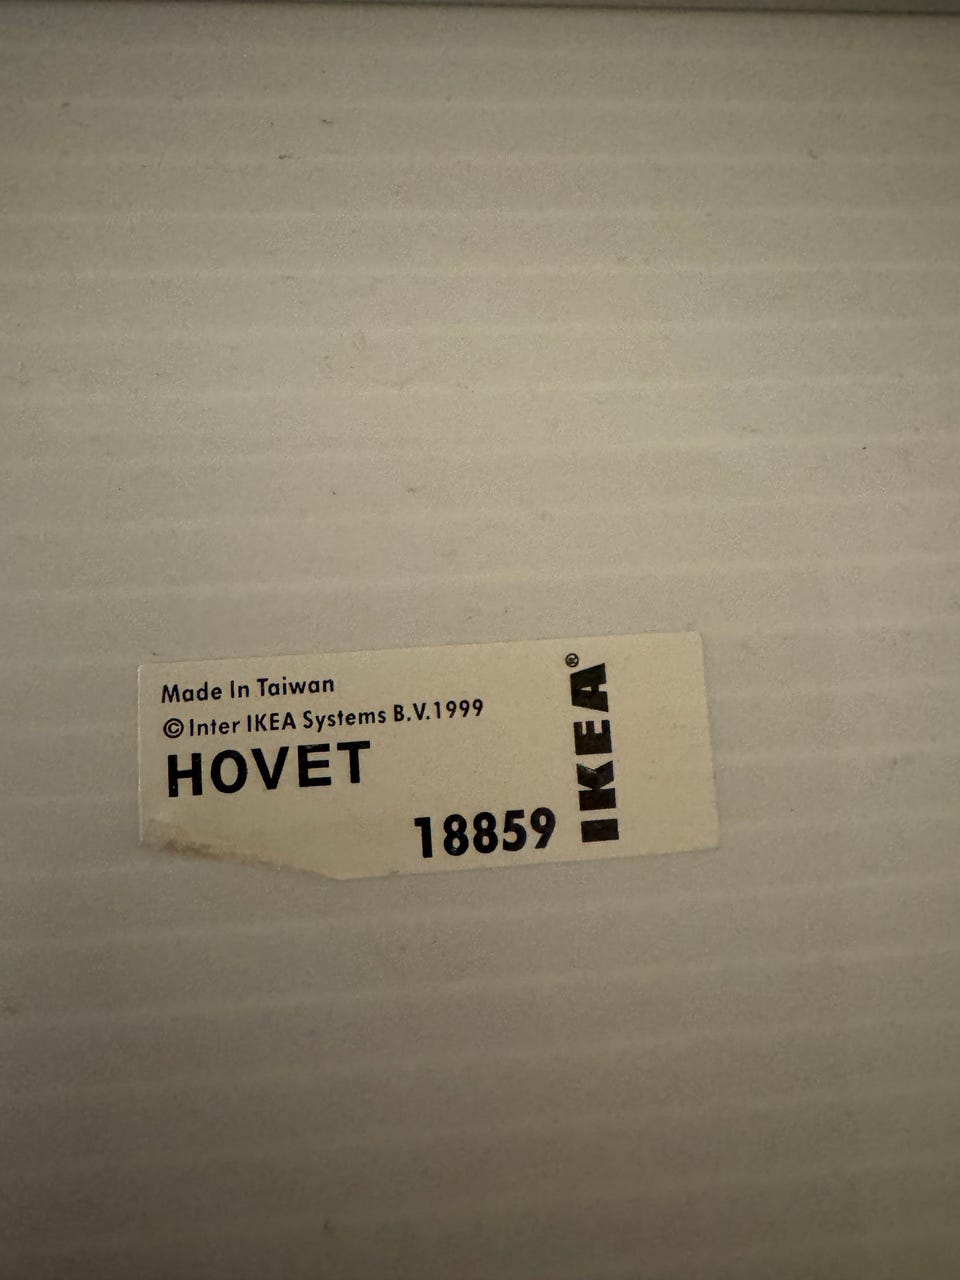 Made In Taiwan
© Inter IKEA Systems B.V.1999
HOVET
18859
IKEA®